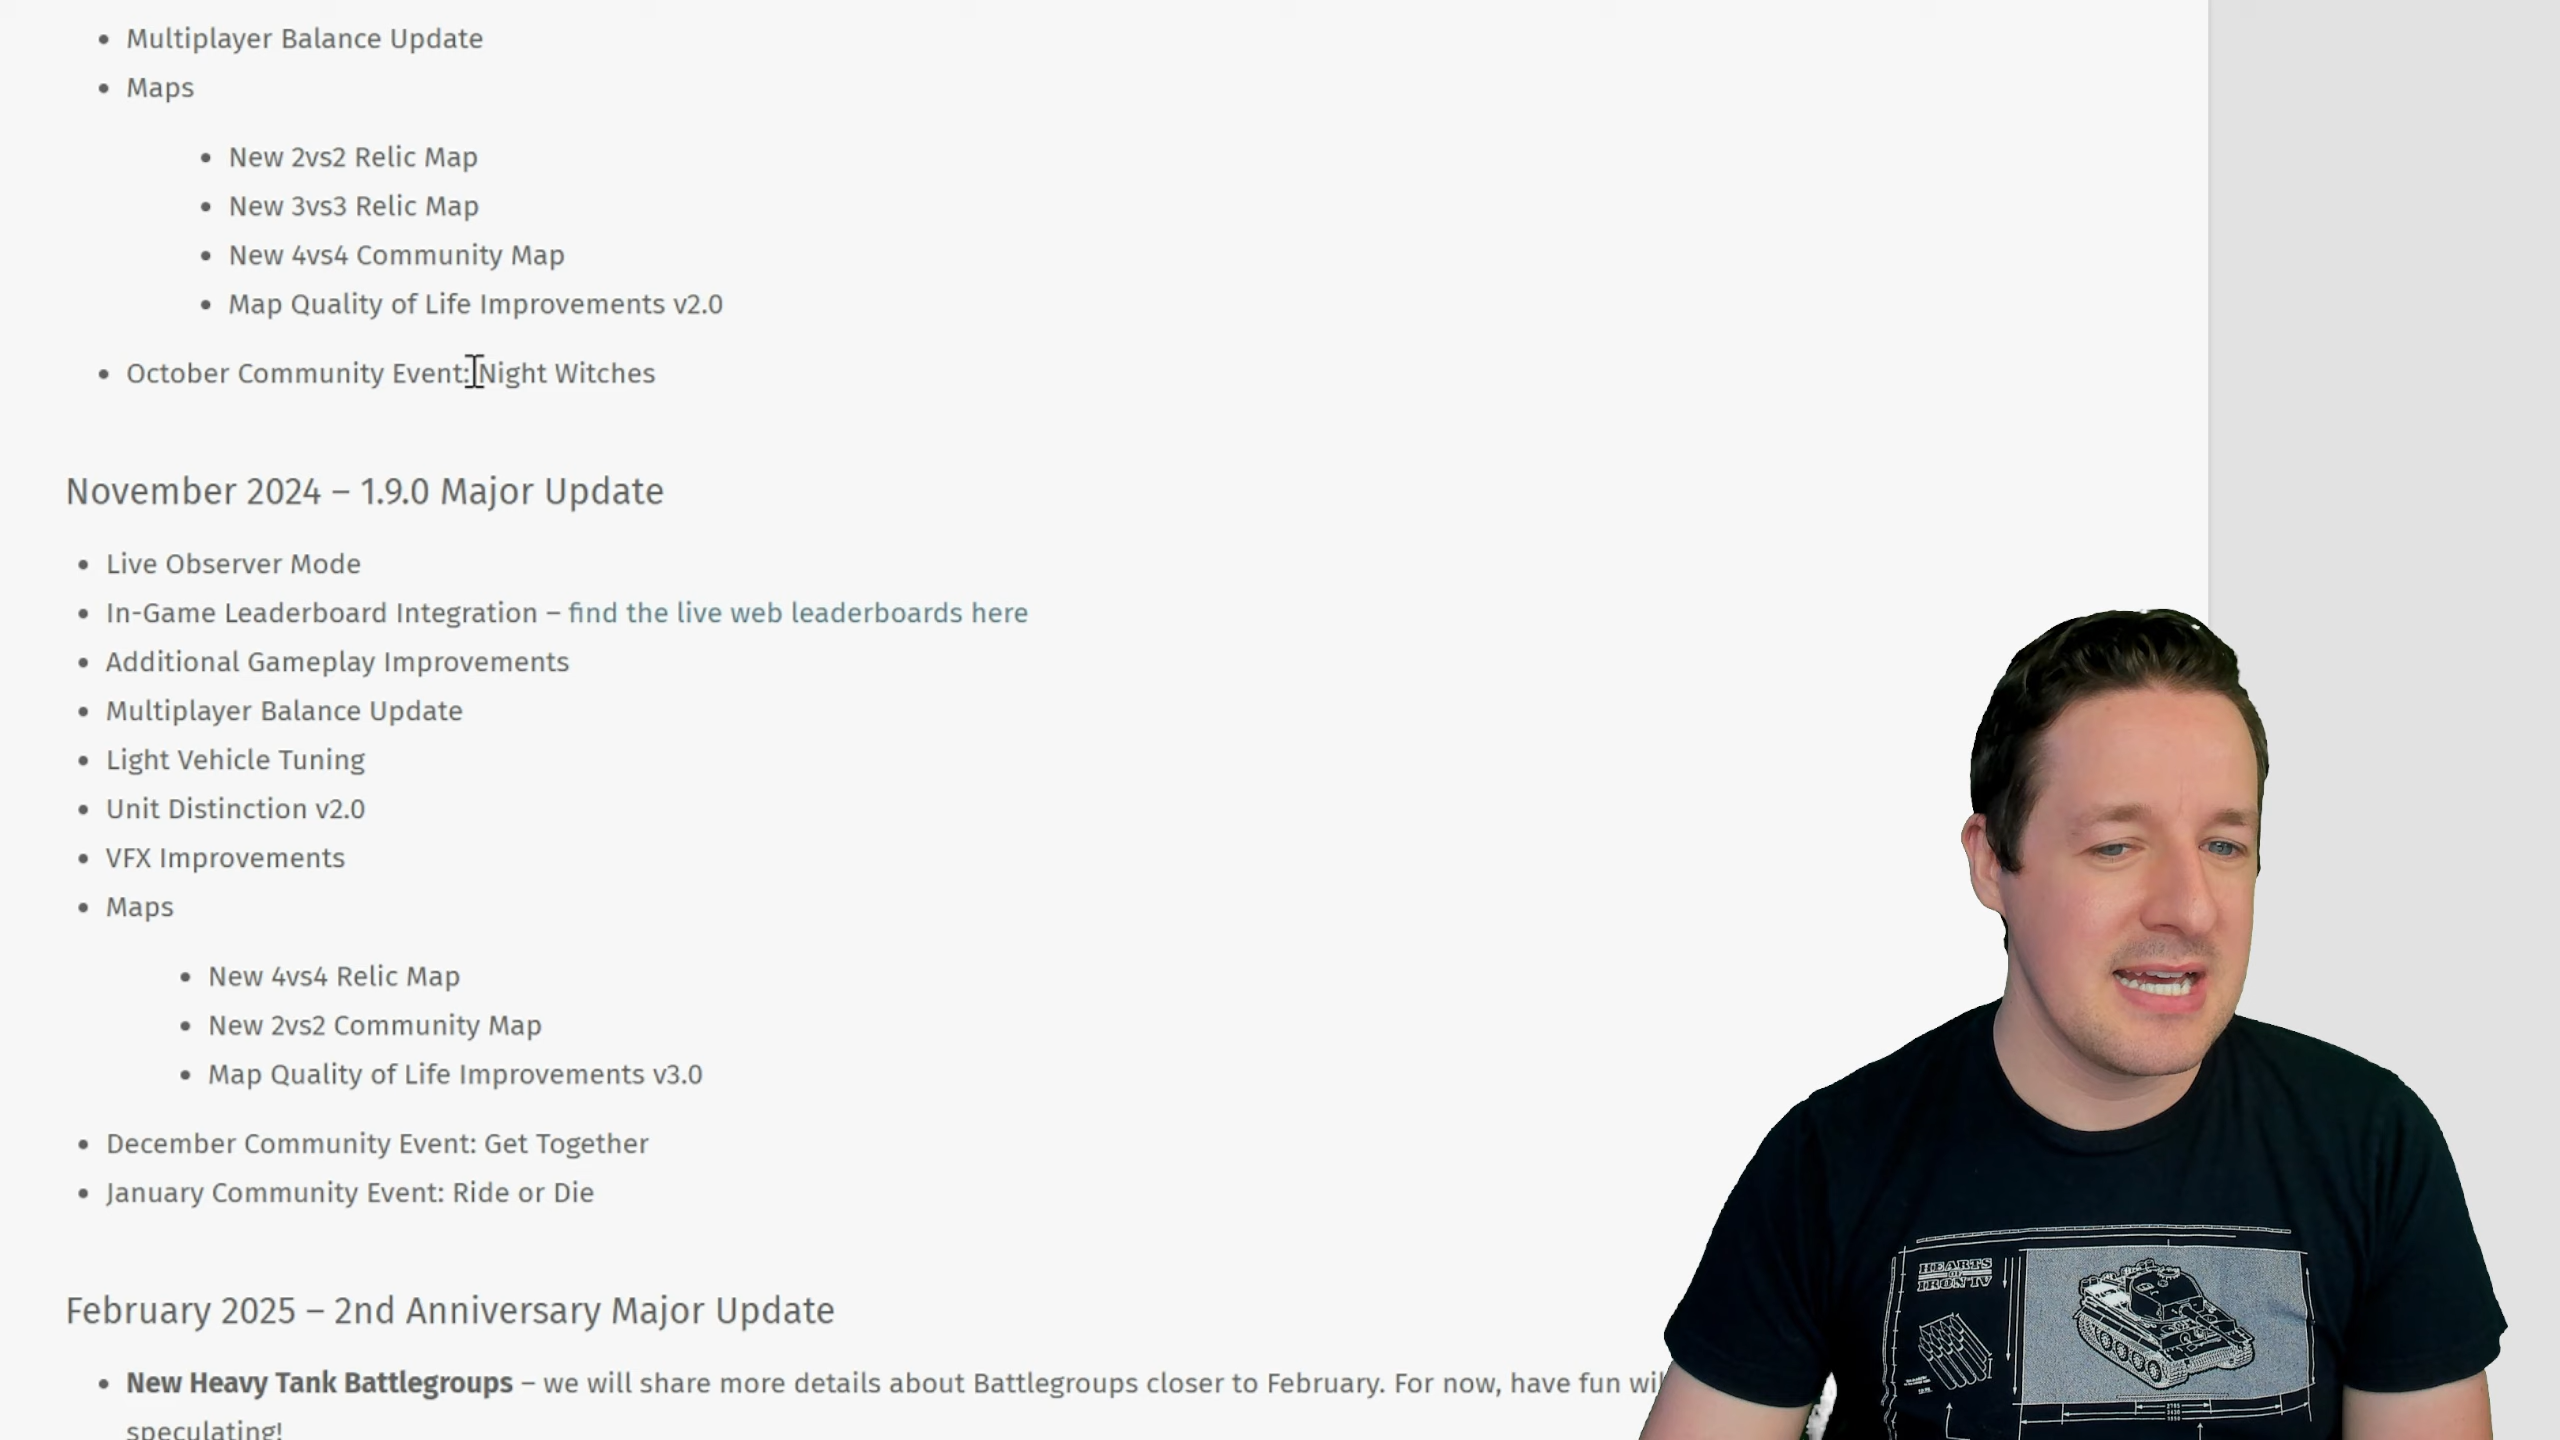 Multiplayer Balance Update
Maps
New 2vs2 Relic Map
New 3vs3 Relic Map
New 4vs4 Community Map
Map Quality of Life Improvements v2.0
October Community Event: Night Witches
November 2024 – 1.9.0 Major Update
Live Observer Mode
In-Game Leaderboard Integration – find the live web leaderboards here
Additional Gameplay Improvements
Multiplayer Balance Update
Light Vehicle Tuning
Unit Distinction v2.0
VFX Improvements
Maps
New 4vs4 Relic Map
New 2vs2 Community Map
Map Quality of Life Improvements v3.0
December Community Event: Get Together
January Community Event: Ride or Die
February 2025 – 2nd Anniversary Major Update
New Heavy Tank Battlegroups – we will share more details about Battlegroups closer to February. For now, have fun wil
speculating!
HEARTS
OF
IRON IV